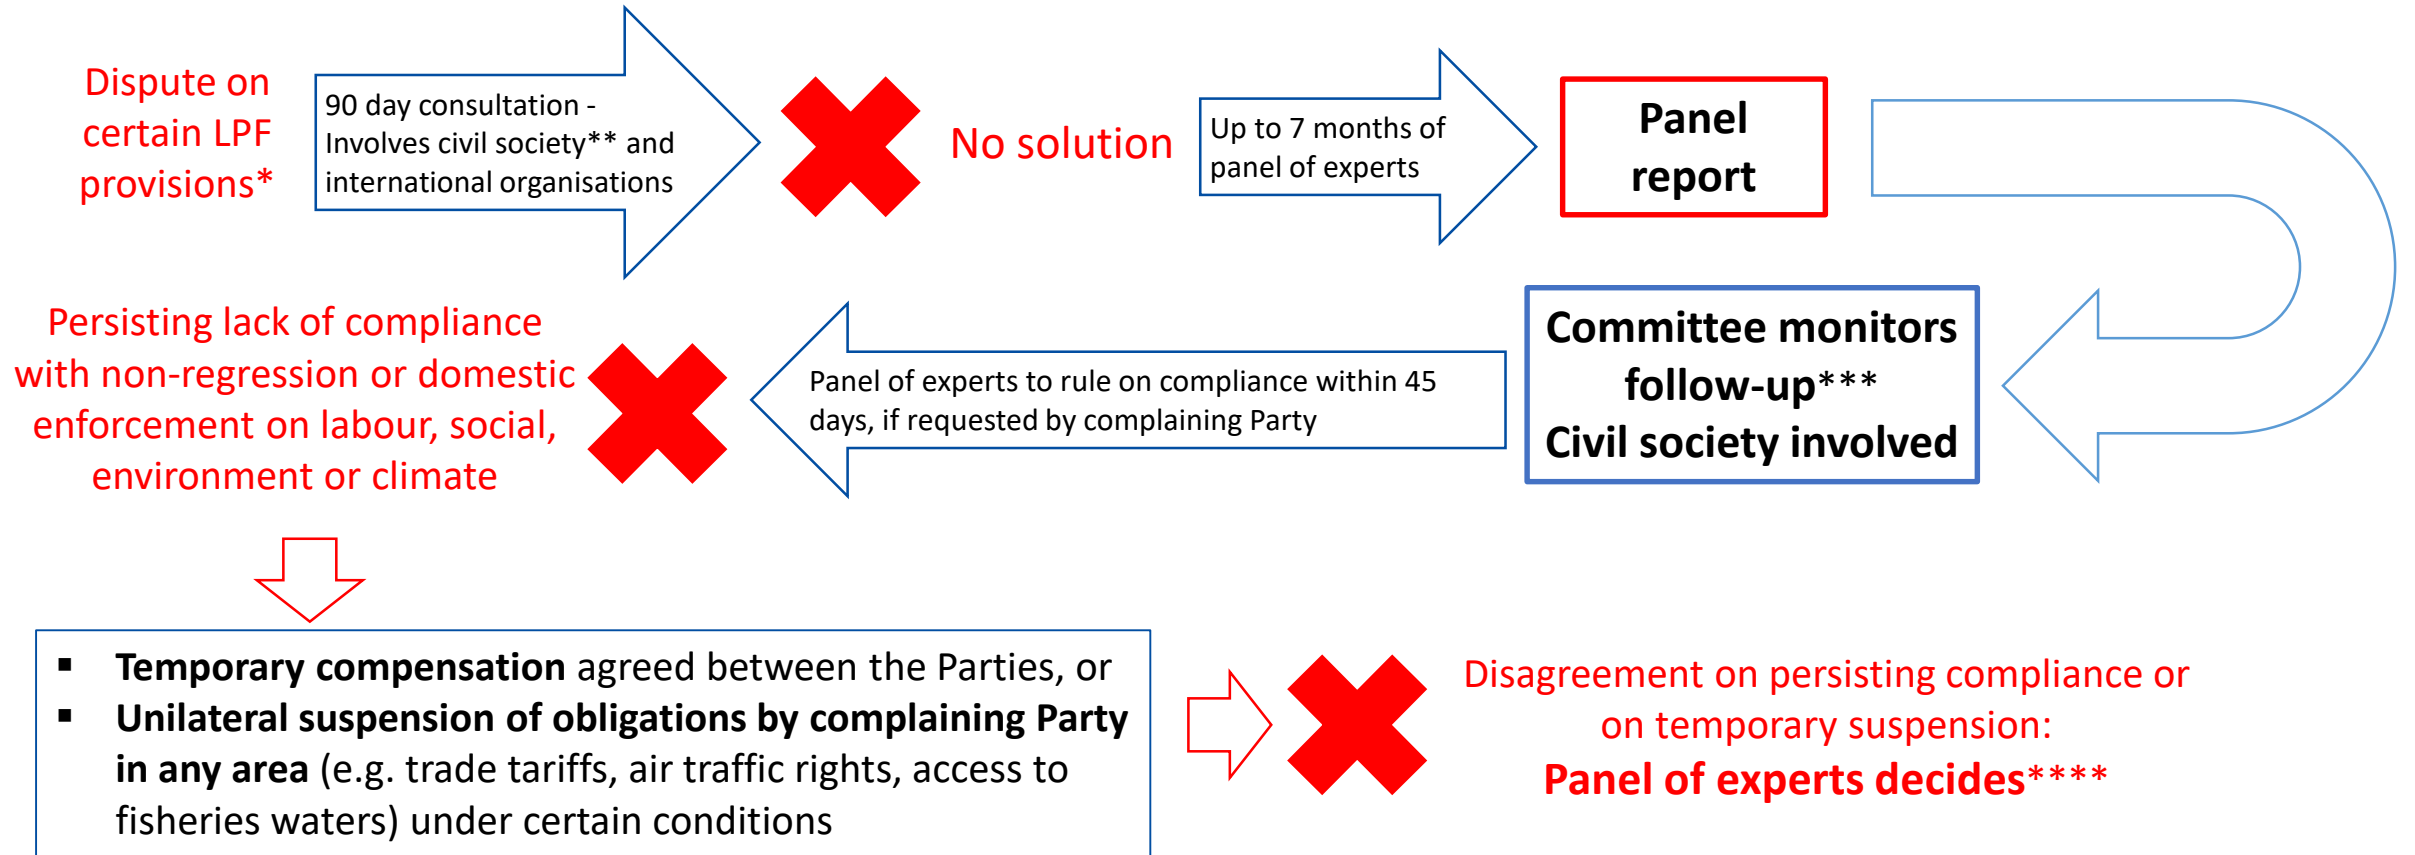 Dispute on
certain LPF
provisions*
90 day consultation -
Involves civil society** and
international organisations
No solution
Up to 7 months of
panel of experts
Panel
report
Committee monitors
follow-up***
Civil society involved
Panel of experts to rule on compliance within 45
days, if requested by complaining Party
Persisting lack of compliance
with non-regression or domestic
enforcement on labour, social,
environment or climate
▪ Temporary compensation agreed between the Parties, or
▪ Unilateral suspension of obligations by complaining Party
in any area (e.g. trade tariffs, air traffic rights, access to
fisheries waters) under certain conditions
Disagreement on persisting compliance or
on temporary suspension:
Panel of experts decides****